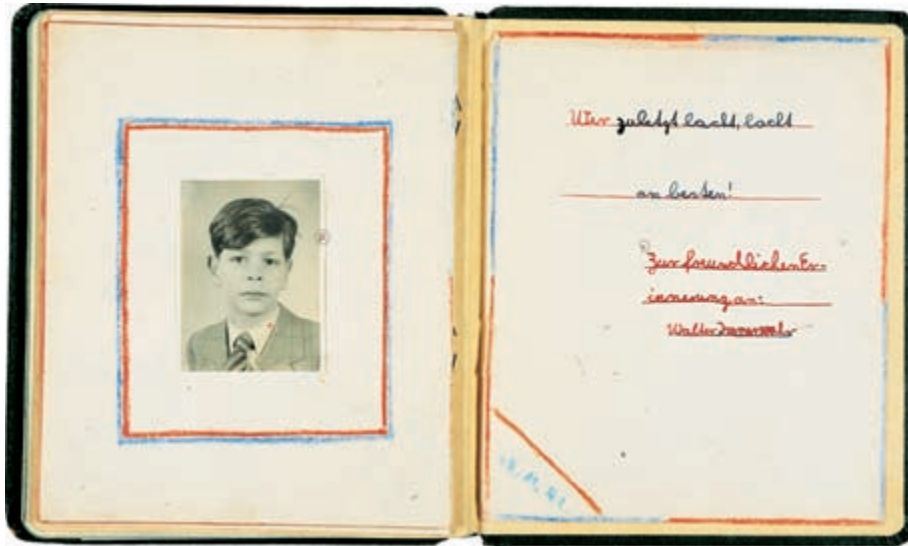 Wer zuletzt lacht, lacht
am besten!
Zur freundlichen Er-
innerung an:
Walter